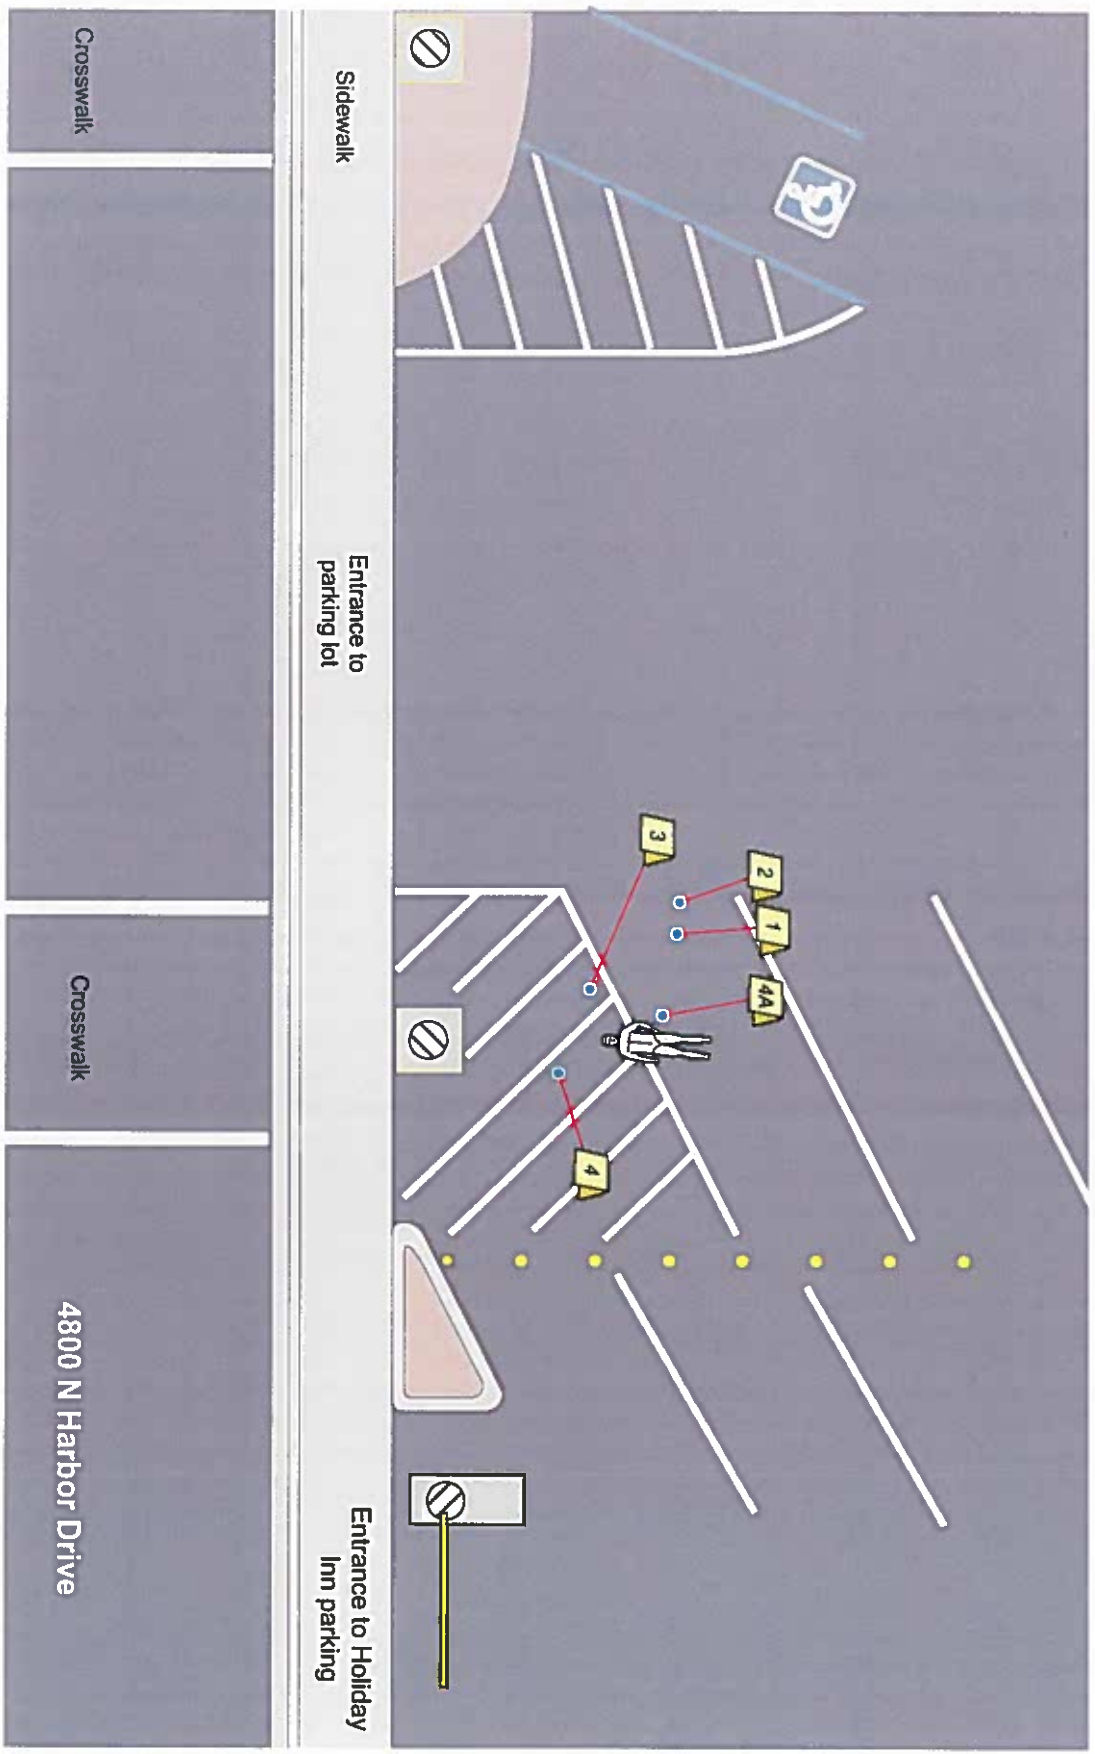 Crosswalk
Sidewalk
Entrance to
parking lot
3
2
1
4A
4
Crosswalk
4800 N Harbor Drive
Entrance to Holiday
Inn parking